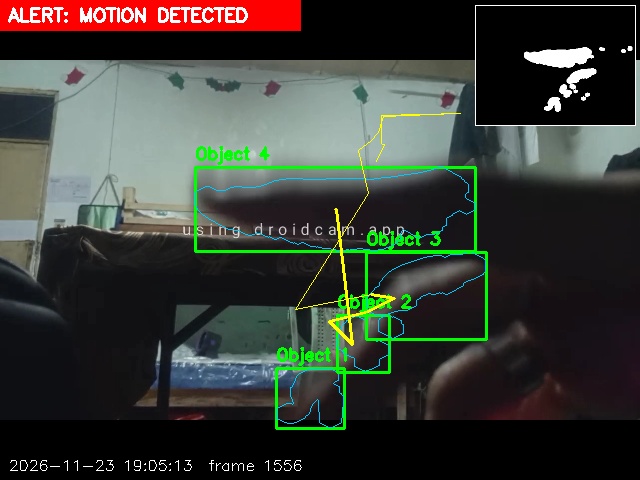 ALERT: MOTION DETECTED
Object 4
using droidcam.app
Object 3
Object 2
Object 1
2026-11-23 19:05:13 frame 1556